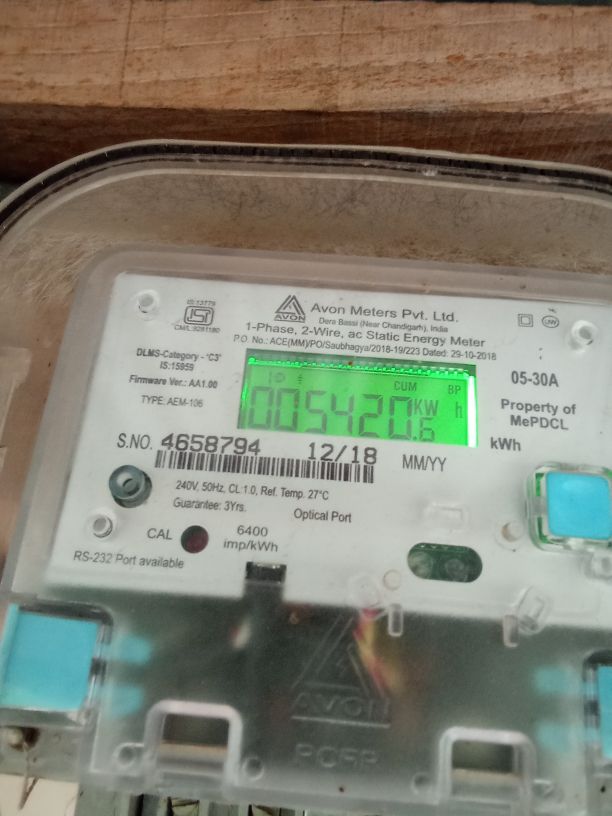 IS:13779
ISI
CM/L:9281180
AVON
Avon Meters Pvt. Ltd.
Dera Bassi (Near Chandigarh), India
1-Phase, 2-Wire, ac Static Energy Meter
P.O. No.: ACE(MM)/PO/Saubhagya/2018-19/223 Dated: 29-10-2018
DLMS-Category - 'C3'
IS:15959
Firmware Ver.: AA1.00
TYPE: AEM-106
CUM BP
005420.6 KW h
05-30A
Property of
MePDCL
kWh
S.NO. 4658794 12/18 MM/YY
240V, 50Hz, CL 1.0, Ref. Temp. 27°C
Guarantee: 3Yrs.
Optical Port
CAL 6400
imp/kWh
RS-232 Port available
AVON